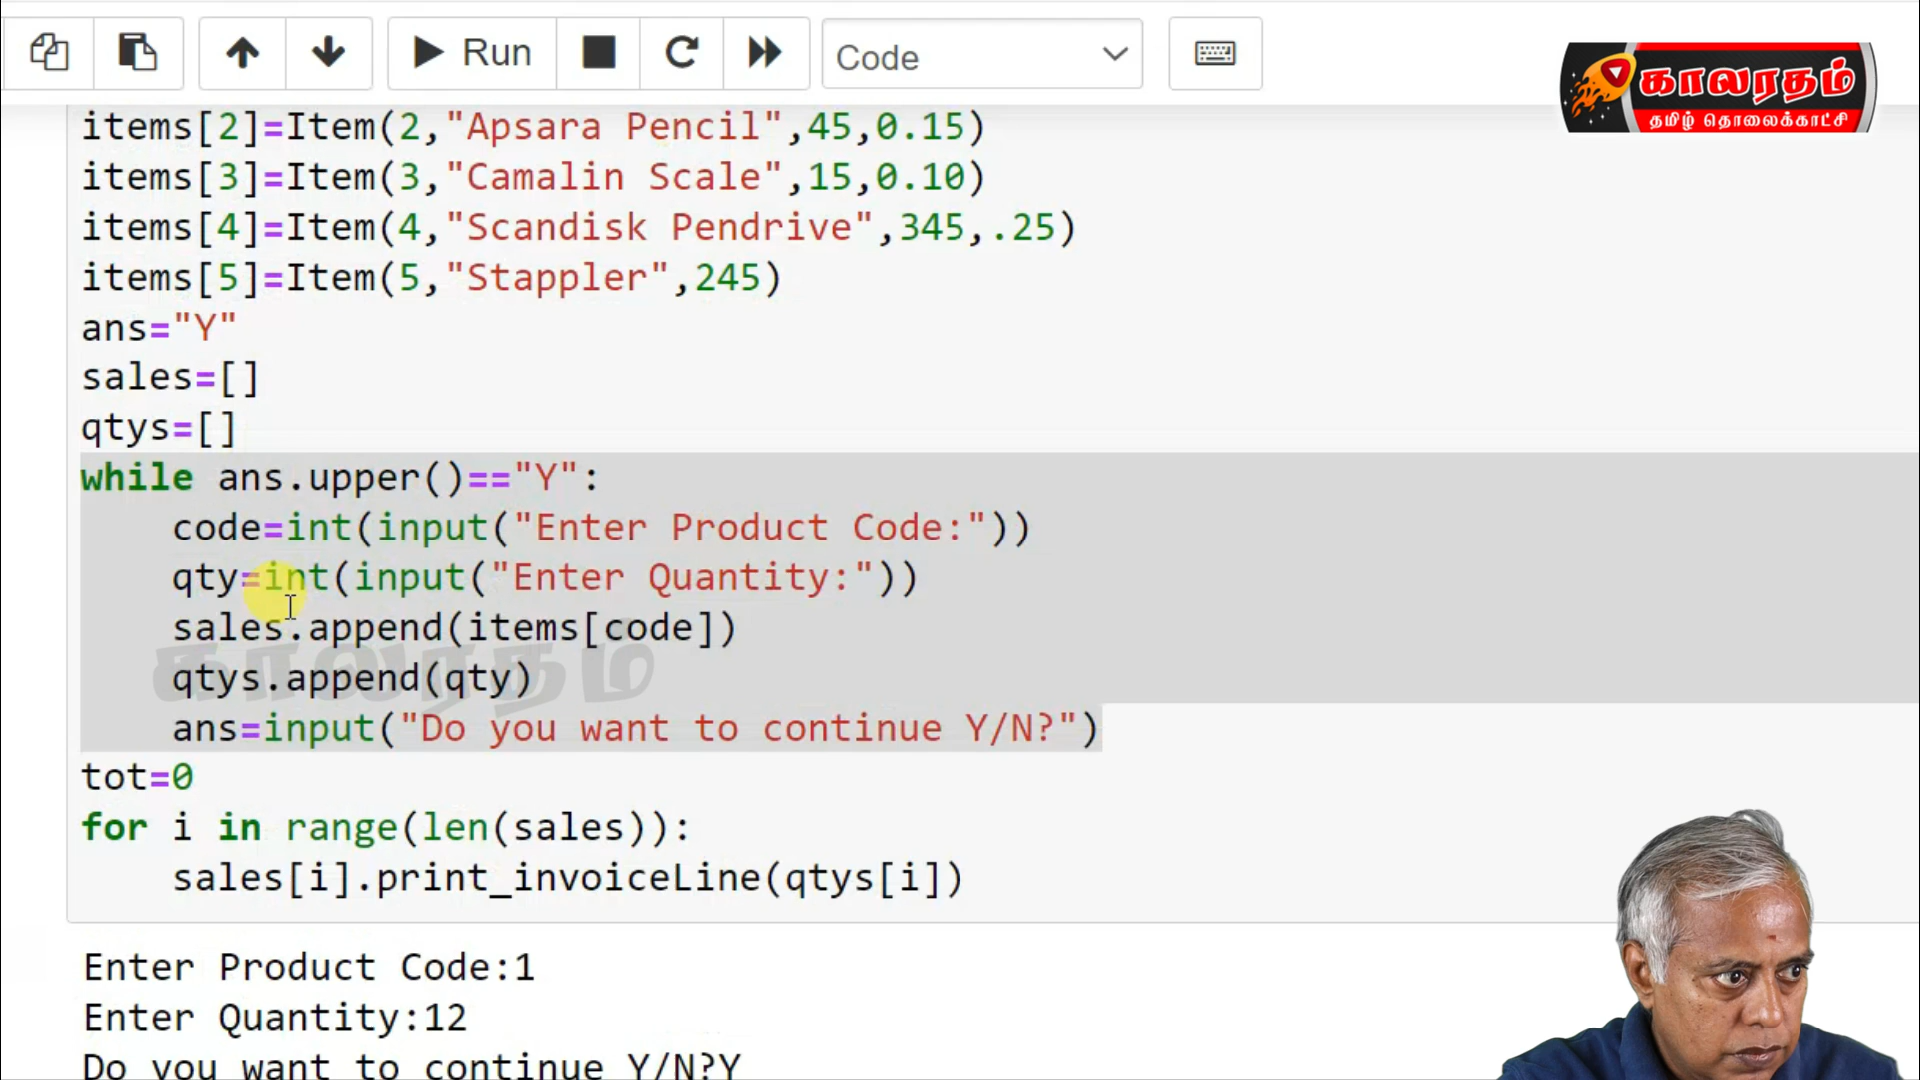 Run
Code
காலரதம்
தமிழ் தொலைக்காட்சி
items[2]=Item(2,"Apsara Pencil",45,0.15)
items[3]=Item(3,"Camalin Scale",15,0.10)
items[4]=Item(4,"Scandisk Pendrive",345,.25)
items[5]=Item(5,"Stappler",245)
ans="Y"
sales=[]
qtys=[]
while ans.upper()=="Y":
    code=int(input("Enter Product Code:"))
    qty=int(input("Enter Quantity:"))
    sales.append(items[code])
    காலரதம்
    qtys.append(qty)
    ans=input("Do you want to continue Y/N?")
tot=0
for i in range(len(sales)):
    sales[i].print_invoiceLine(qtys[i])
Enter Product Code:1
Enter Quantity:12
Do you want to continue Y/N?Y